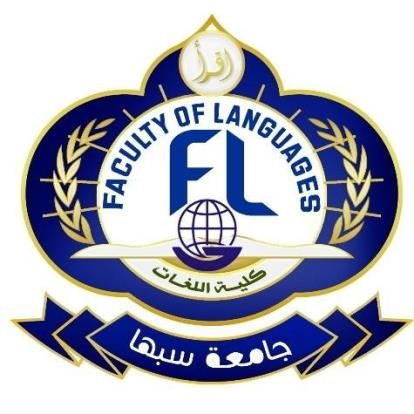 اقرأ
FACULTY OF LANGUAGES
FL
كلية اللغات
جامعة سبها